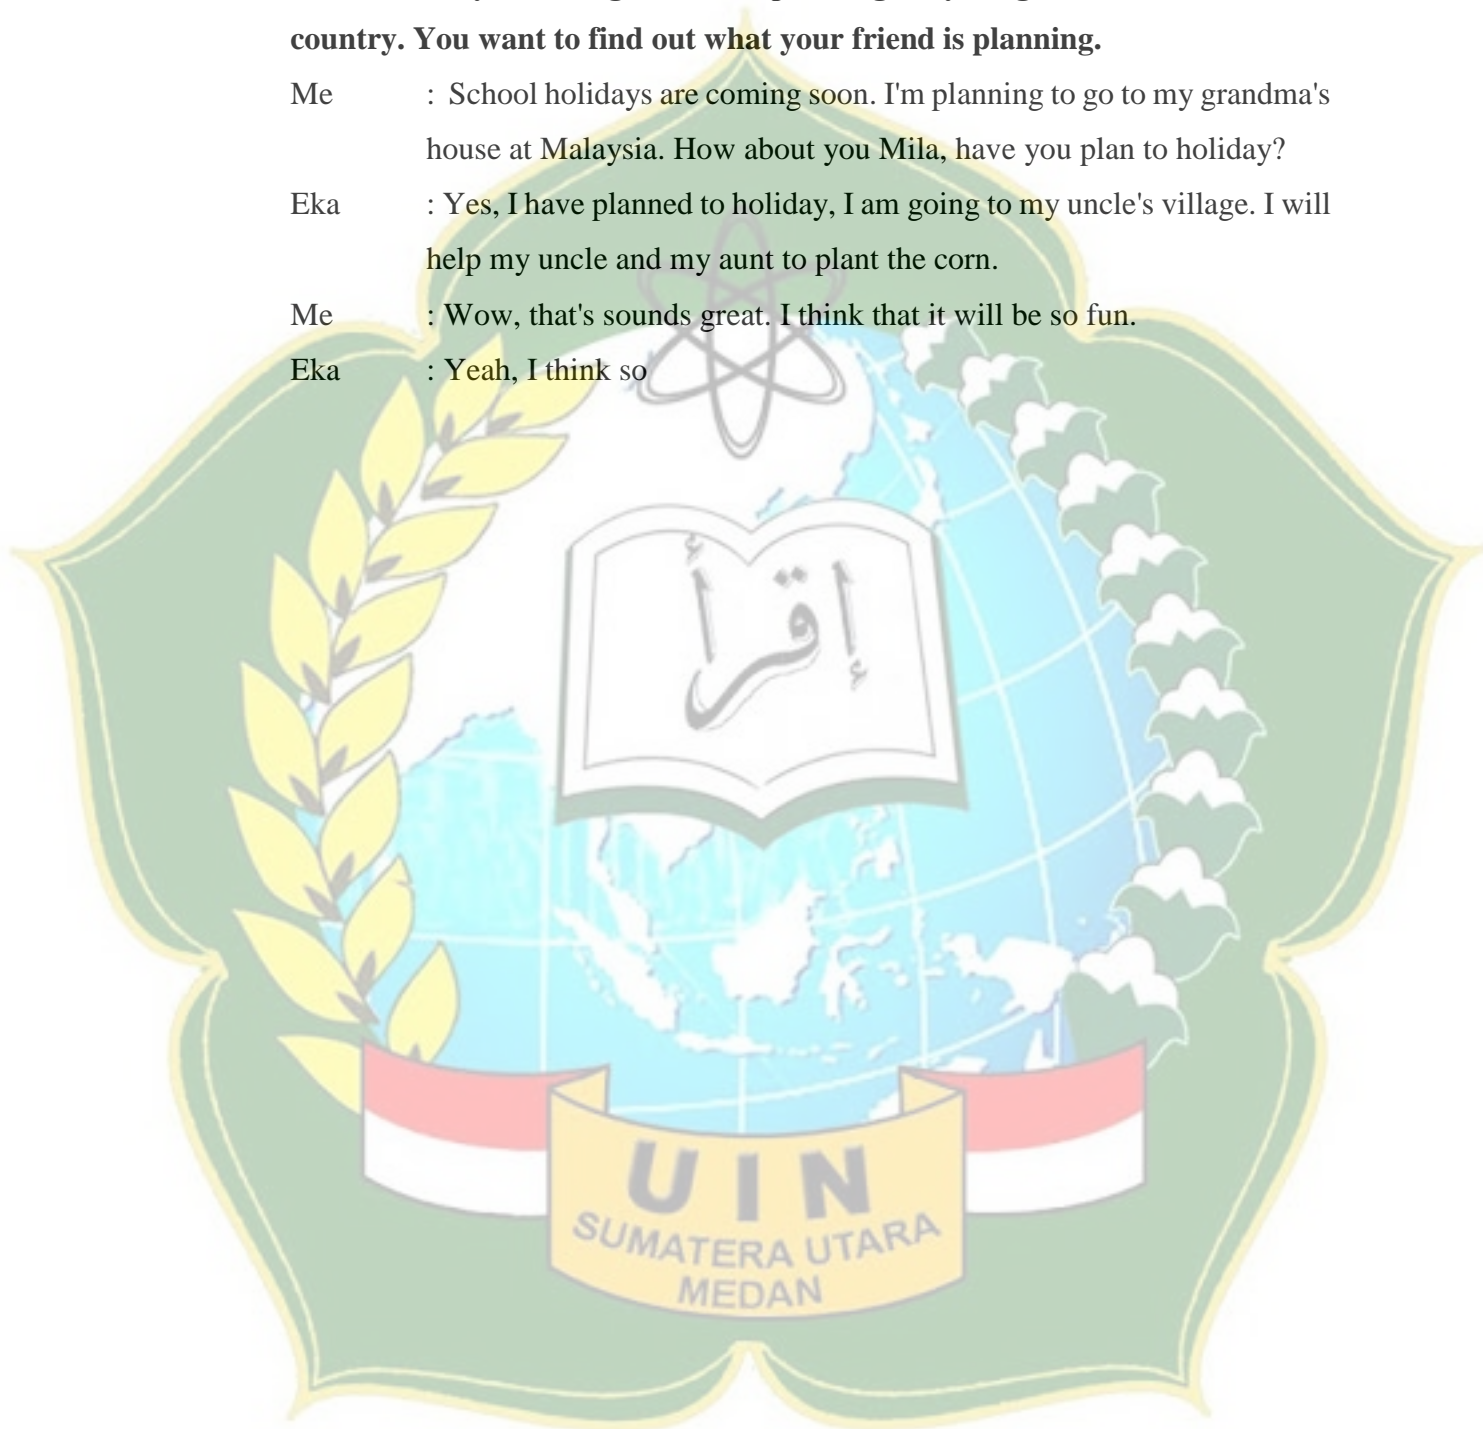 country. You want to find out what your friend is planning.
Me : School holidays are coming soon. I'm planning to go to my grandma's
house at Malaysia. How about you Mila, have you plan to holiday?
Eka : Yes, I have planned to holiday, I am going to my uncle's village. I will
help my uncle and my aunt to plant the corn.
Me : Wow, that's sounds great. I think that it will be so fun.
Eka : Yeah, I think so
إقرأ
UIN
SUMATERA UTARA
MEDAN